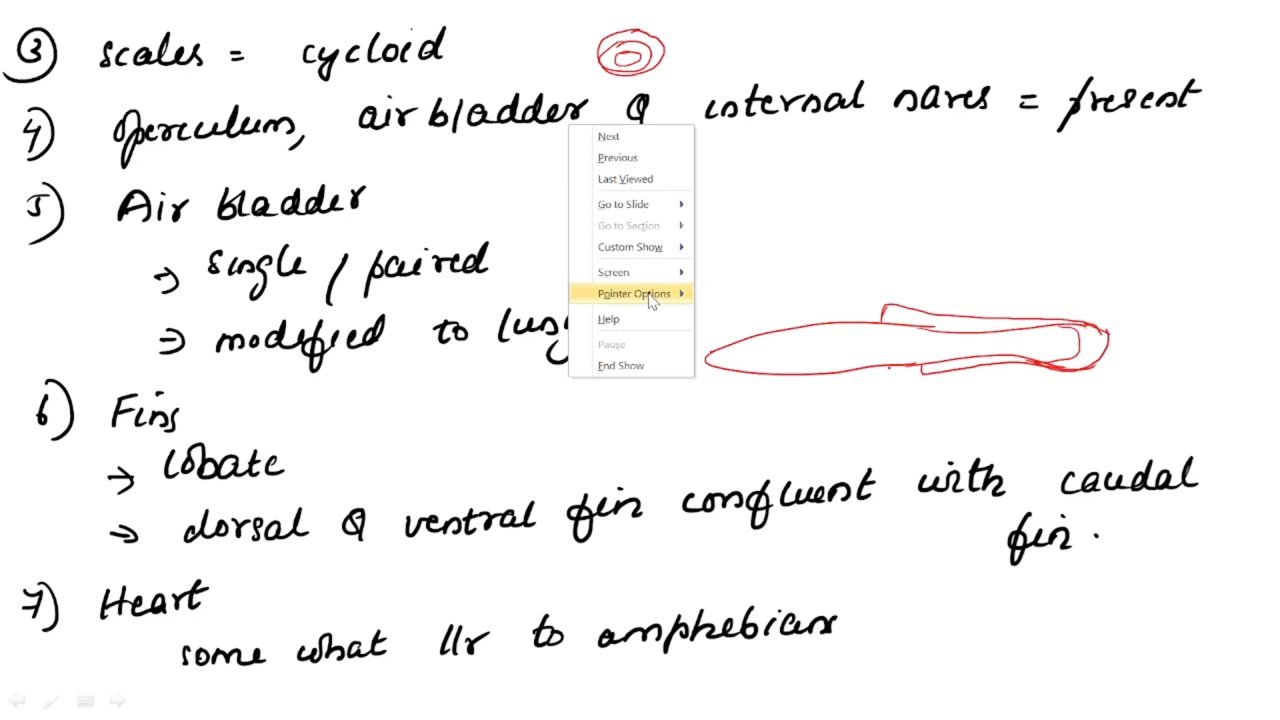 3) scales = cycloid
4) operculum, air bladder & internal nares = present
5) Air bladder
→ single / paired
⇒ modified to lung
6) Fins
→ lobate
⇒ dorsal & ventral fin confluent with caudal
fin.
7) Heart
some what llr to amphebians
Next
Previous
Last Viewed
Go to Slide
Go to Section
Custom Show
Screen
Pointer Options
Help
Pause
End Show